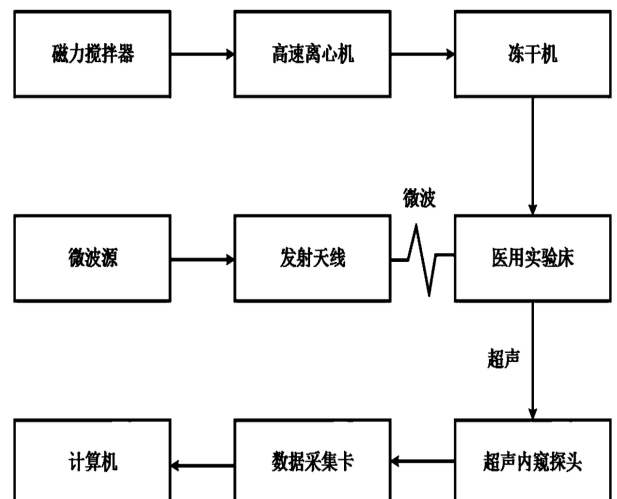 磁力搅拌器
高速离心机
冻干机
微波
微波源
发射天线
医用实验床
超声
计算机
数据采集卡
超声内窥探头